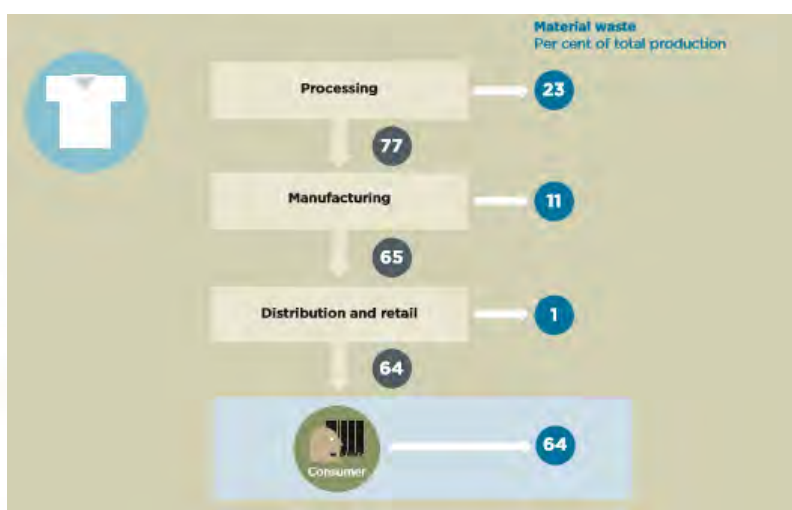 Material waste
Per cent of total production
Processing
23
77
Manufacturing
11
65
Distribution and retail
1
64
Consumer
64